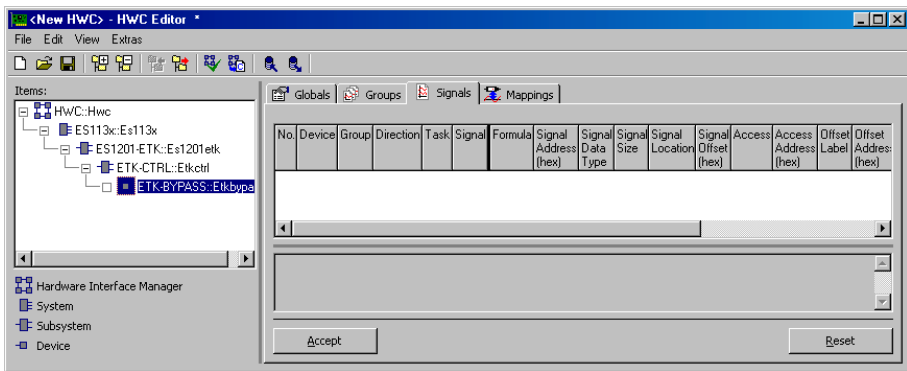 <New HWC> - HWC Editor *
File Edit View Extras
Items:
HWC::Hwc
ES113x::Es113x
ES1201-ETK::Es1201etk
ETK-CTRL::Etkctrl
ETK-BYPASS::Etkbypa
Hardware Interface Manager
System
Subsystem
Device
Globals Groups Signals Mappings
No. Device Group Direction Task Signal Formula Signal Signal Signal Signal Signal Access Access Offset Offset
Address Data Size Location Offset Address Label Addres
(hex) Type (hex) (hex) (hex)
Accept Reset